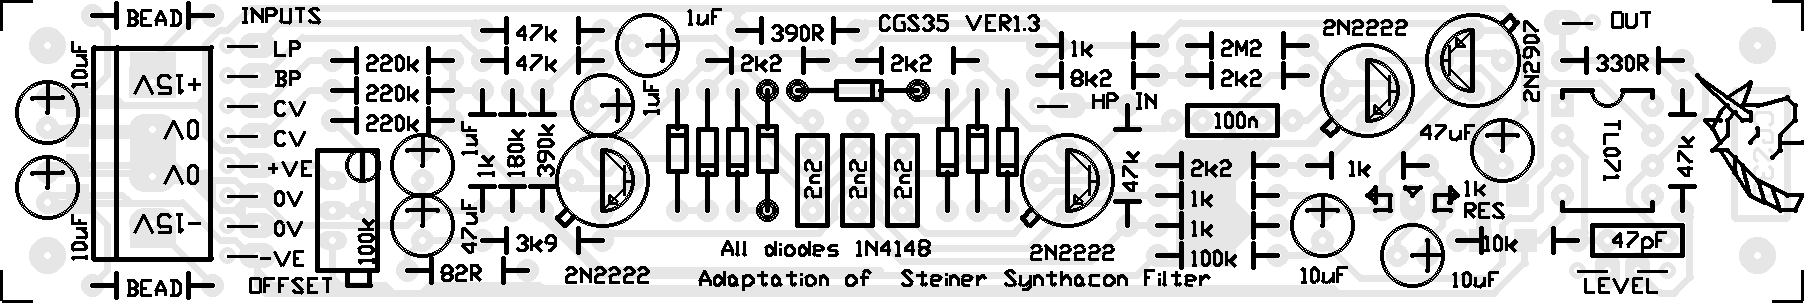 BEAD
INPUTS
10uF
+15V
0V
0V
-15V
10uF
BEAD
LP
BP
CV
CV
+VE
0V
0V
-VE
OFFSET
220k
220k
220k
100k
1uF
47uF
82R
47k
47k
1k
180k
390k
3k9
2N2222
1uF
1uF
390R
2k2
2k2
CGS35 VER1.3
2n2
2n2
2n2
All diodes 1N4148
Adaptation of Steiner Synthacon Filter
1k
8k2
HP IN
47k
2N2222
2M2
2k2
100n
2k2
1k
1k
100k
2N2222
2N2907
47uF
1k
1k
RES
10uF
10uF
10k
OUT
330R
TL071
47k
47pF
LEVEL